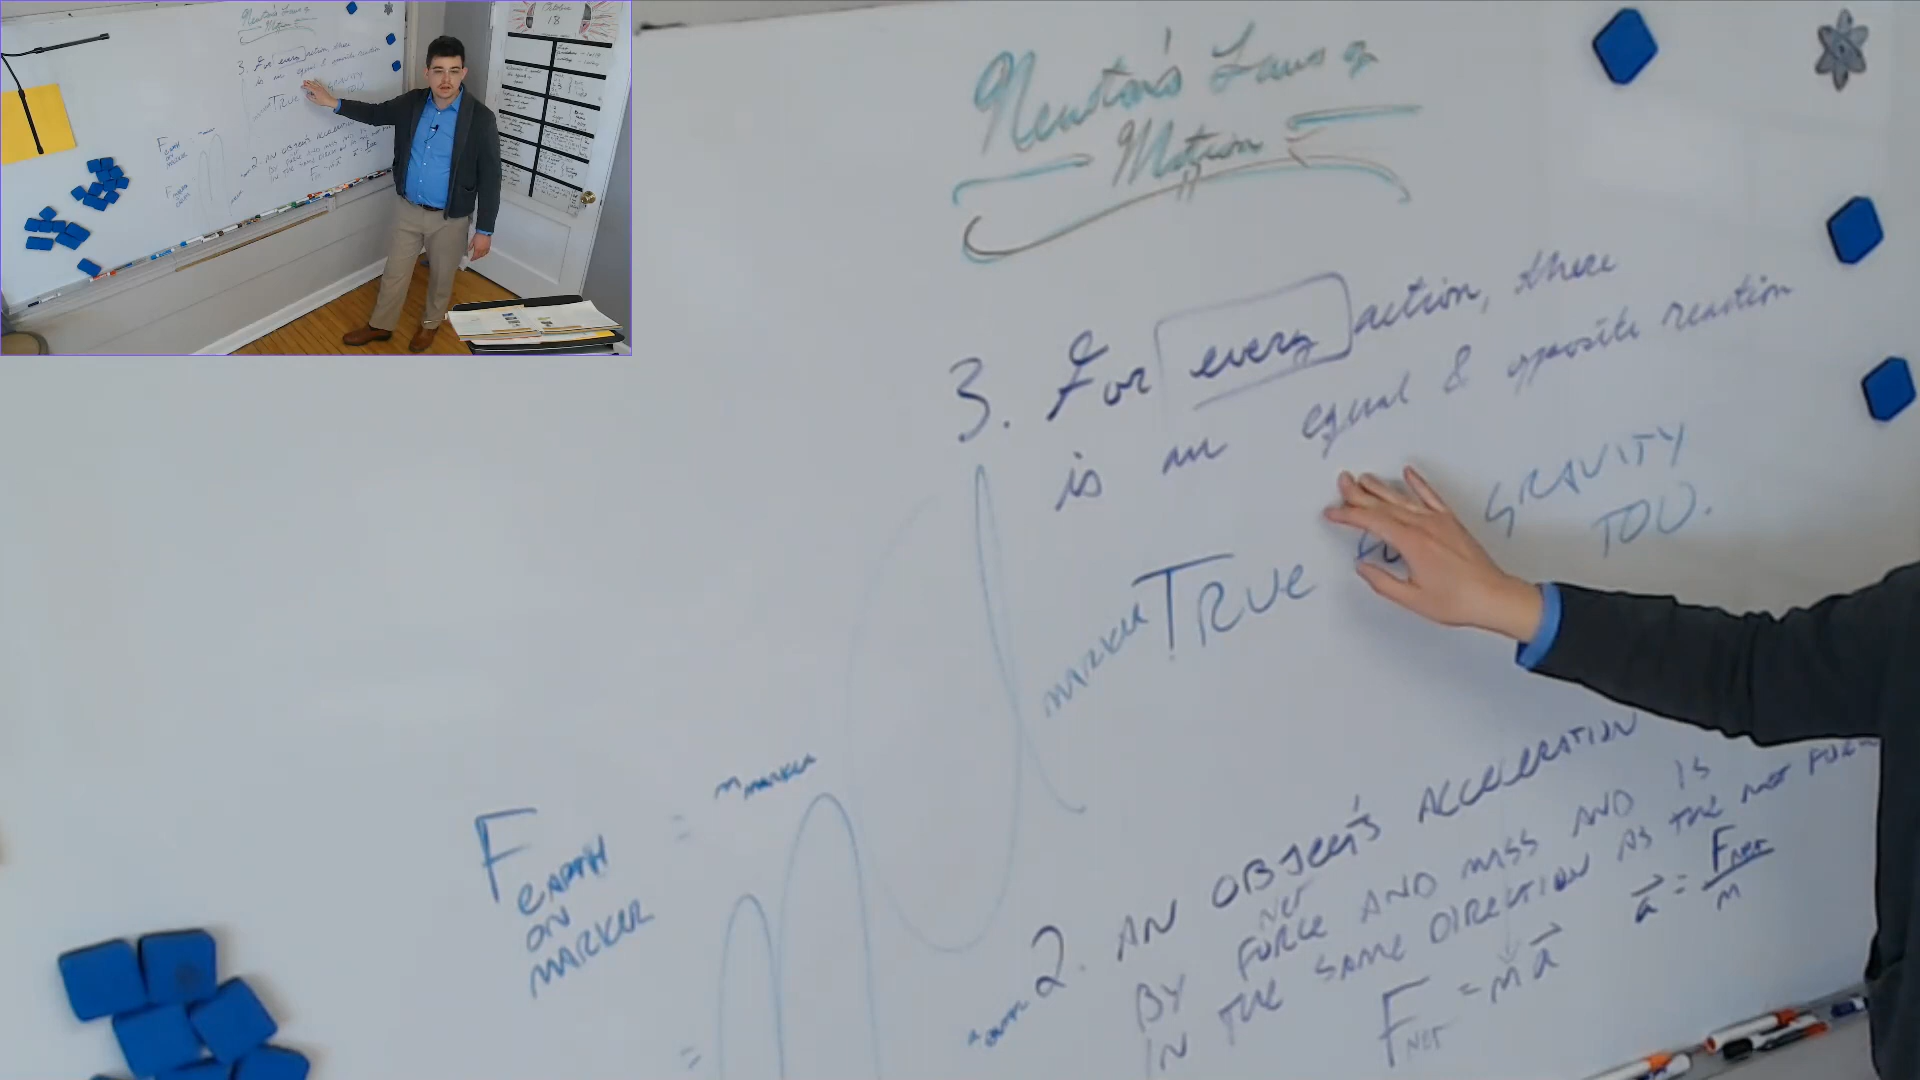 Newton's Laws of
Motion
3. For every action, there
is an equal & opposite reaction
TRUE GRAVITY
TOO.
MARKER
m MARKER
F EARTH
ON
MARKER
=
=
2. AN OBJECT'S ACCELERATION
BY NET FORCE AND MASS AND IS
IN THE SAME DIRECTION AS THE NET
F NET = m a
a = F NET
m
October
18